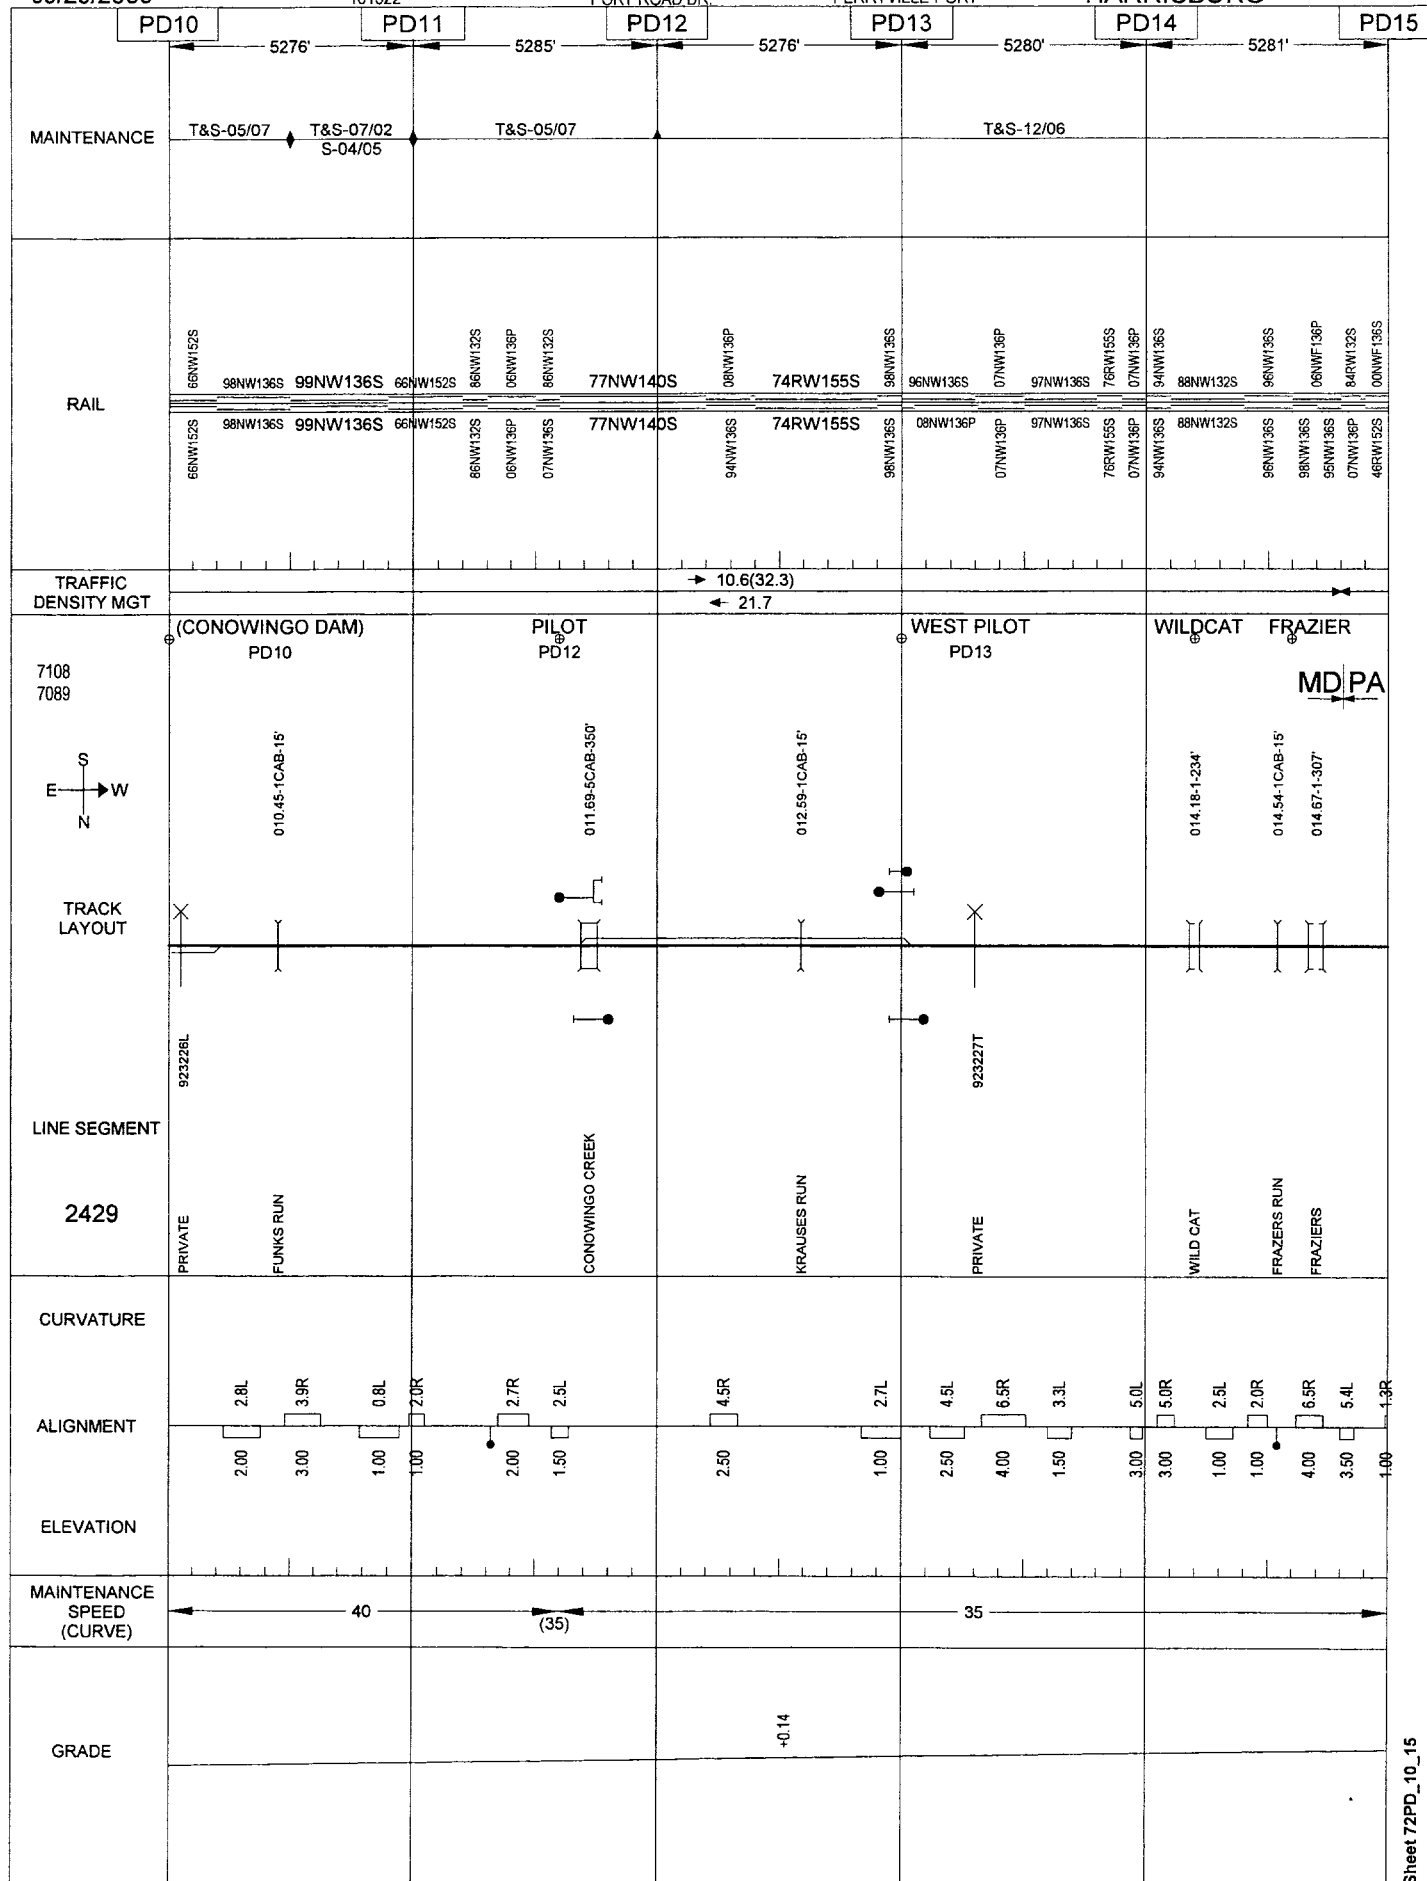 HARRISBURG
PD10 PD11 PD12 PD13 PD14 PD15
5276' 5285' 5276' 5280' 5281'
MAINTENANCE
T&S-05/07 T&S-07/02 T&S-05/07 T&S-12/06
S-04/05
RAIL
66NW152S 98NW136S 99NW136S 66NW152S 86NW132S 06NW136P 86NW132S 77NW140S 08NW136P 74RW155S 98NW136S 96NW136S 07NW136P 97NW136S 76RW155S 07NW136P 94NW136S 88NW132S 96NW136S 06NWF136P 84RW132S 00NWF136S
66NW152S 98NW136S 99NW136S 66NW152S 86NW132S 06NW136P 07NW136S 77NW140S 94NW136S 74RW155S 98NW136S 08NW136P 07NW136P 97NW136S 76RW155S 07NW136P 94NW136S 88NW132S 96NW136S 98NW136S 95NW136S 07NW136P 46RW152S
TRAFFIC
DENSITY MGT
10.6(32.3)
21.7
(CONOWINGO DAM) PILOT WEST PILOT WILDCAT FRAZIER
PD10 PD12 PD13
7108
7089
MD PA
S
E W
N
010.45-1CAB-15' 011.69-5CAB-350' 012.59-1CAB-15' 014.18-1-234' 014.54-1CAB-15' 014.67-1-307'
TRACK
LAYOUT
923226L 923227T
LINE SEGMENT
2429
PRIVATE FUNKS RUN CONOWINGO CREEK KRAUSES RUN PRIVATE WILD CAT FRAZERS RUN FRAZIERS
CURVATURE
2.8L 3.9R 0.8L 2.0R 2.7R 2.5L 4.5R 2.7L 4.5L 6.5R 3.3L 5.0L 5.0R 2.5L 2.0R 6.5R 5.4L 1.3R
ALIGNMENT
2.00 3.00 1.00 1.00 2.00 1.50 2.50 1.00 2.50 4.00 1.50 3.00 3.00 1.00 1.00 4.00 3.50 1.00
ELEVATION
MAINTENANCE
SPEED
(CURVE)
40 (35) 35
GRADE
+0.14
Sheet 72PD_10_15